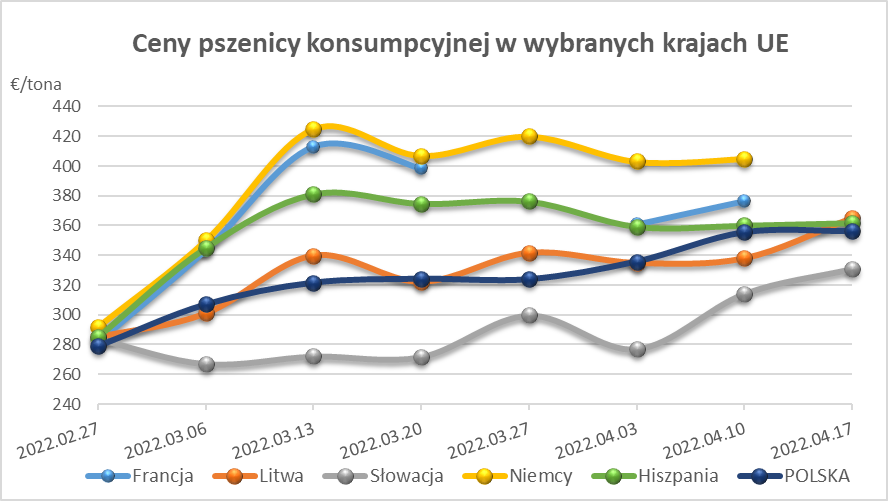 Ceny pszenicy konsumpcyjnej w wybranych krajach UE
€/tona
440
420
400
380
360
340
320
300
280
260
240
2022.02.27 2022.03.06 2022.03.13 2022.03.20 2022.03.27 2022.04.03 2022.04.10 2022.04.17
Francja Litwa Słowacja Niemcy Hiszpania POLSKA